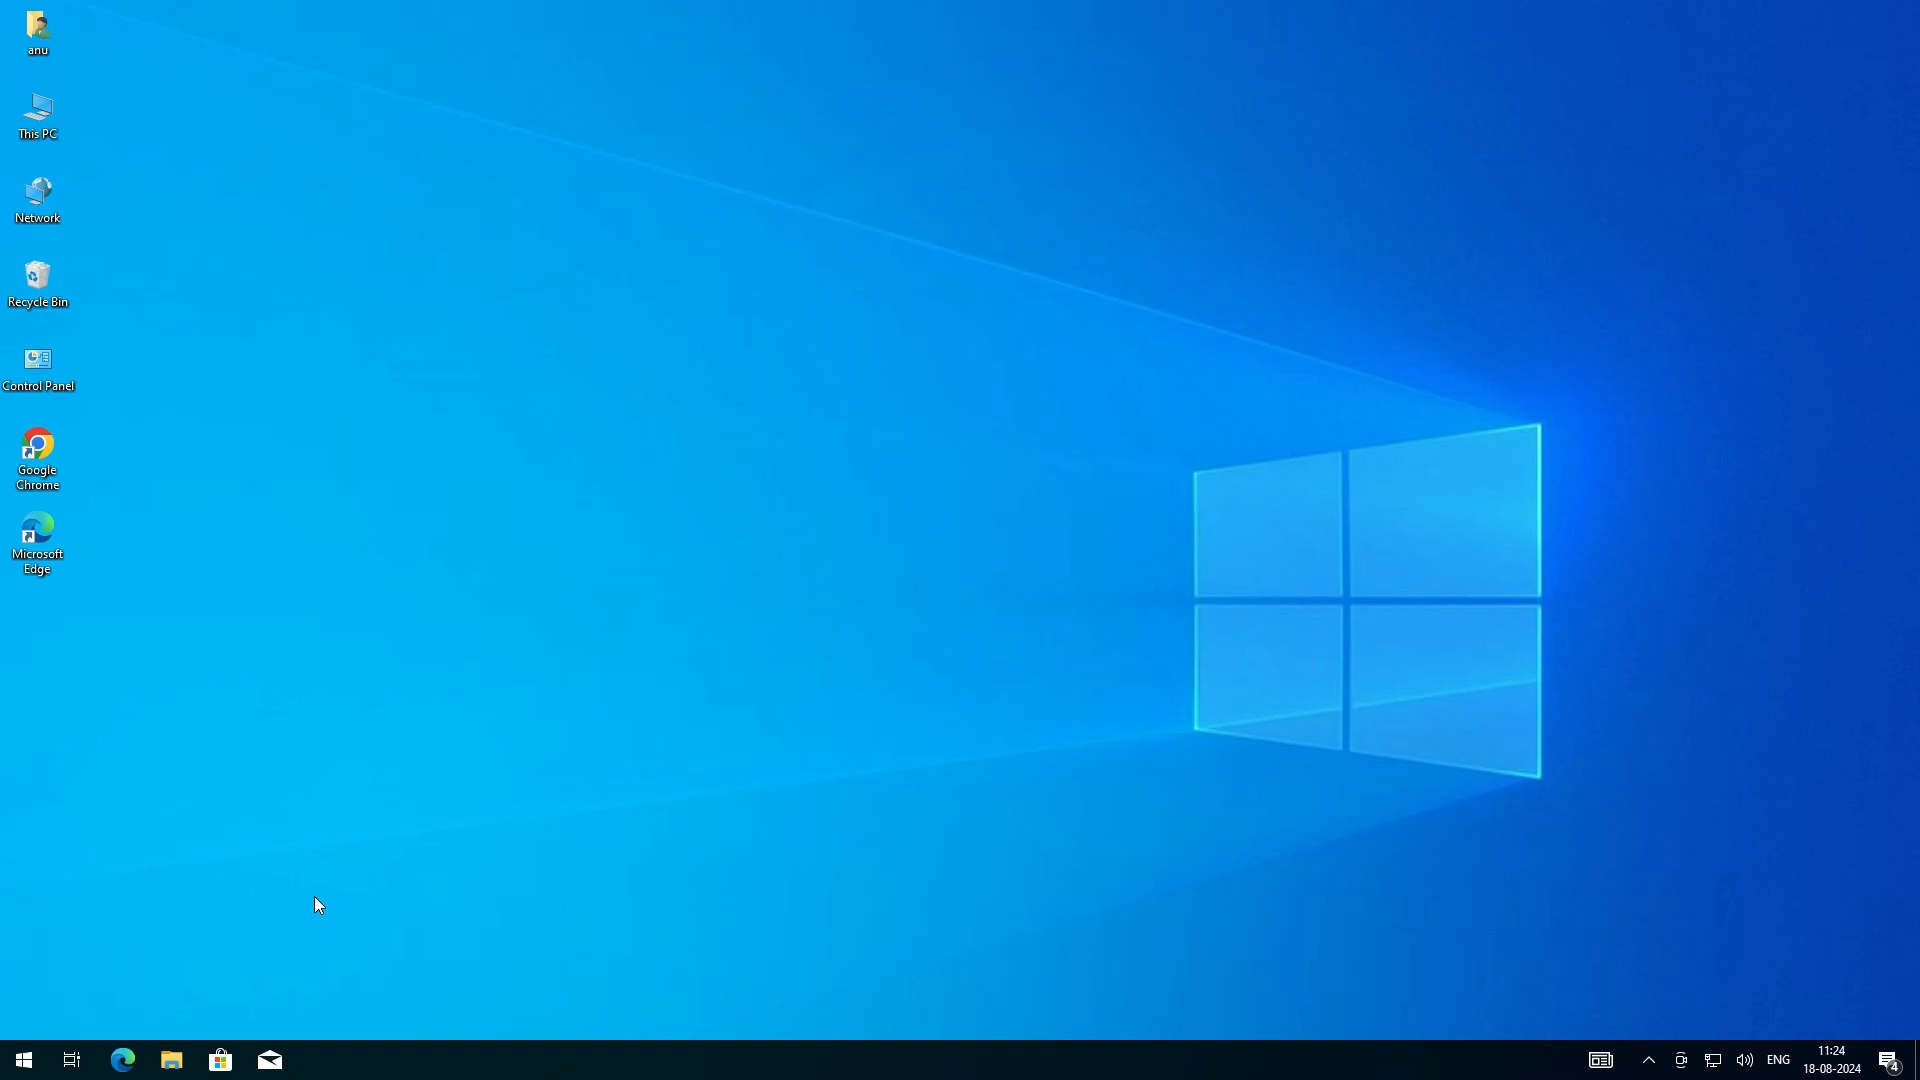 anu
This PC
Network
Recycle Bin
Control Panel
Google
Chrome
Microsoft
Edge
ENG
11:24
18-08-2024
4